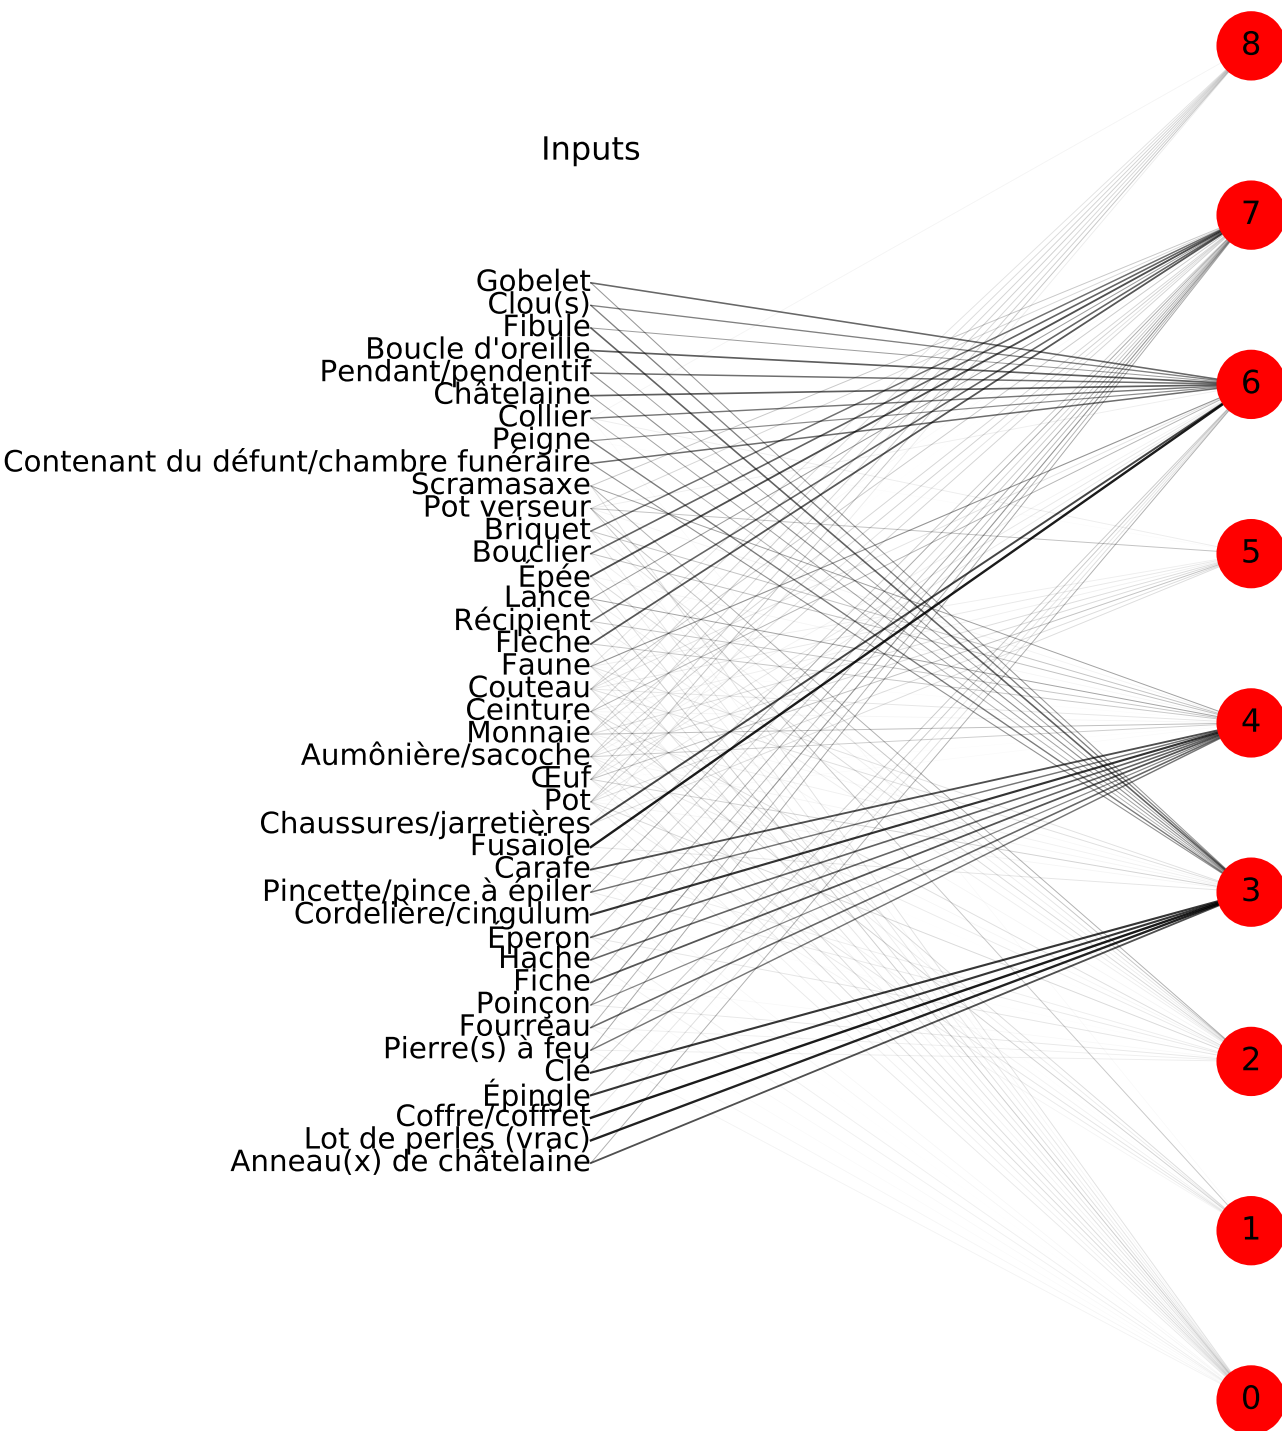 8
Inputs
7
Gobelet
Clou(s)
Fibule
Boucle d'oreille
Pendant/pendentif
Châtelaine
6
Collier
Peigne
Contenant du défunt/chambre funéraire
Scramasaxe
Pot verseur
Briquet
Bouclier
5
Épée
Lance
Récipient
Flèche
Faune
Couteau
Ceinture
4
Monnaie
Aumônière/sacoche
Œuf
Pot
Chaussures/jarretières
Fusaïole
Carafe
Pincette/pince à épiler
3
Cordelière/cingulum
Éperon
Hache
Fiche
Poinçon
Fourreau
Pierre(s) à feu
2
Clé
Épingle
Coffre/coffret
Lot de perles (vrac)
Anneau(x) de châtelaine
1
0